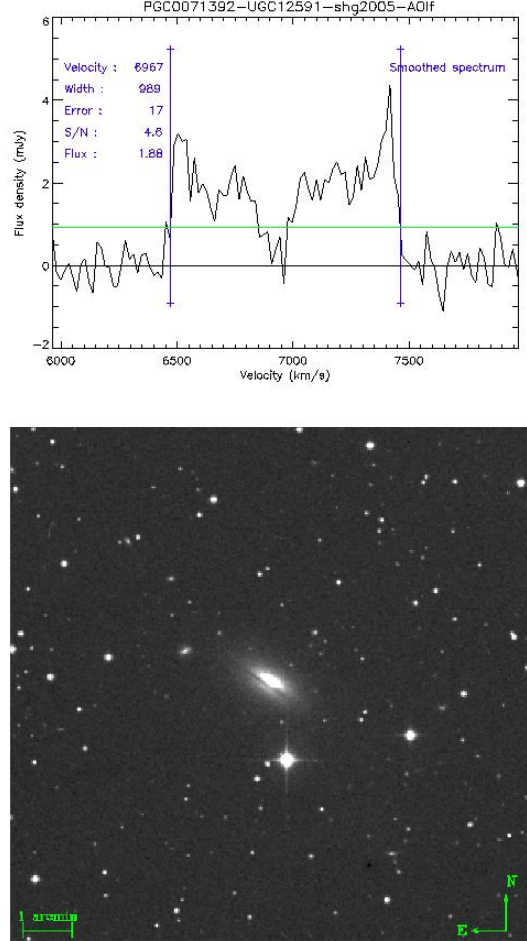 PGC0071392-UGC12591-shg2005-AOlf
6
4
2
0
-2
Flux density (mJy)
Velocity : 6967
Width : 989
Error : 17
S/N : 4.6
Flux : 1.88
Smoothed spectrum
6000 6500 7000 7500
Velocity (km/s)
1 arcmin
N
E